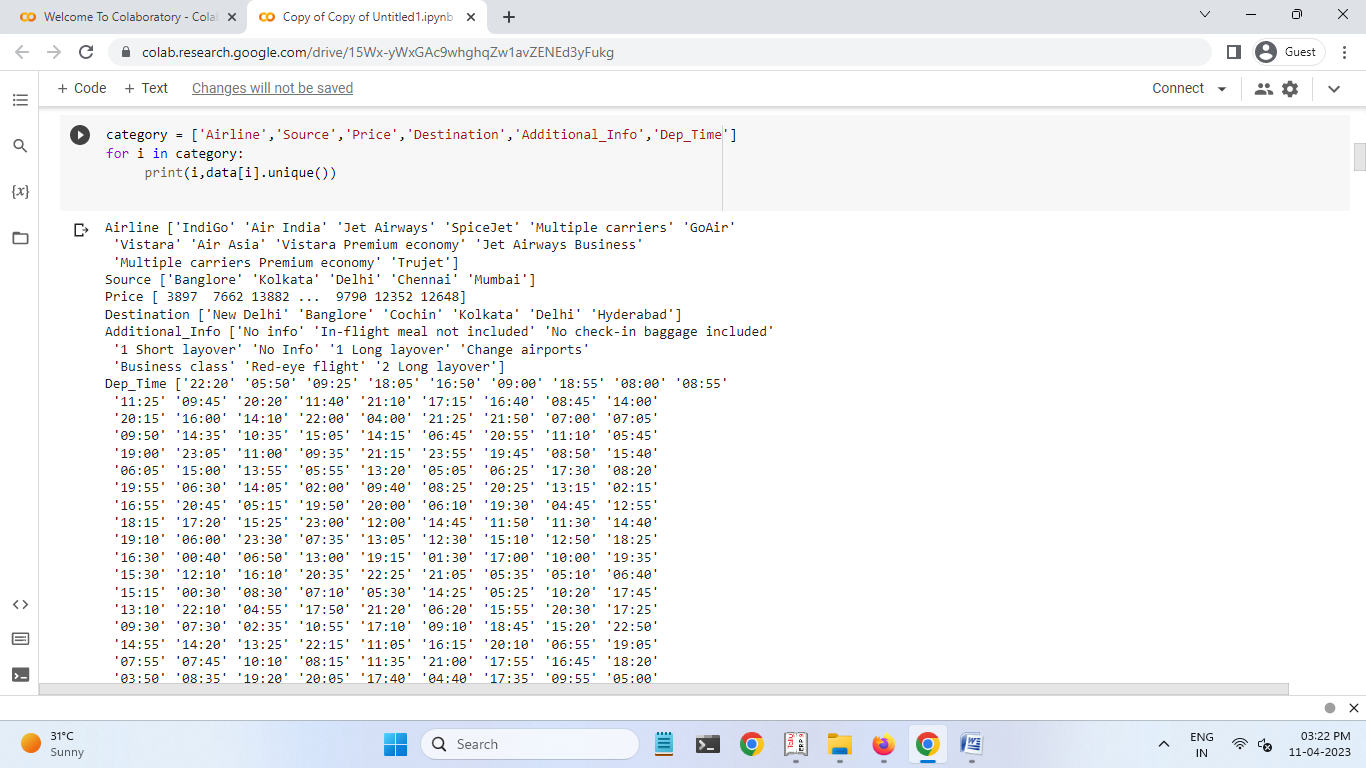 Welcome To Colaboratory - Colal
Copy of Copy of Untitled1.ipynb
colab.research.google.com/drive/15Wx-yWxGAc9whghqZw1avZENEd3yFukg
Guest
+ Code + Text Changes will not be saved
Connect
category = ['Airline','Source','Price','Destination','Additional_Info','Dep_Time']
for i in category:
print(i,data[i].unique())
Airline ['IndiGo' 'Air India' 'Jet Airways' 'SpiceJet' 'Multiple carriers' 'GoAir'
'Vistara' 'Air Asia' 'Vistara Premium economy' 'Jet Airways Business'
'Multiple carriers Premium economy' 'Trujet']
Source ['Banglore' 'Kolkata' 'Delhi' 'Chennai' 'Mumbai']
Price [ 3897 7662 13882 ... 9790 12352 12648]
Destination ['New Delhi' 'Banglore' 'Cochin' 'Kolkata' 'Delhi' 'Hyderabad']
Additional_Info ['No info' 'In-flight meal not included' 'No check-in baggage included'
'1 Short layover' 'No Info' '1 Long layover' 'Change airports'
'Business class' 'Red-eye flight' '2 Long layover']
Dep_Time ['22:20' '05:50' '09:25' '18:05' '16:50' '09:00' '18:55' '08:00' '08:55'
'11:25' '09:45' '20:20' '11:40' '21:10' '17:15' '16:40' '08:45' '14:00'
'20:15' '16:00' '14:10' '22:00' '04:00' '21:25' '21:50' '07:00' '07:05'
'09:50' '14:35' '10:35' '15:05' '14:15' '06:45' '20:55' '11:10' '05:45'
'19:00' '23:05' '11:00' '09:35' '21:15' '23:55' '19:45' '08:50' '15:40'
'06:05' '15:00' '13:55' '05:55' '13:20' '05:05' '06:25' '17:30' '08:20'
'19:55' '06:30' '14:05' '02:00' '09:40' '08:25' '20:25' '13:15' '02:15'
'16:55' '20:45' '05:15' '19:50' '20:00' '06:10' '19:30' '04:45' '12:55'
'18:15' '17:20' '15:25' '23:00' '12:00' '14:45' '11:50' '11:30' '14:40'
'19:10' '06:00' '23:30' '07:35' '13:05' '12:30' '15:10' '12:50' '18:25'
'16:30' '00:40' '06:50' '13:00' '19:15' '01:30' '17:00' '10:00' '19:35'
'15:30' '12:10' '16:10' '20:35' '22:25' '21:05' '05:35' '05:10' '06:40'
'15:15' '00:30' '08:30' '07:10' '05:30' '14:25' '05:25' '10:20' '17:45'
'13:10' '22:10' '04:55' '17:50' '21:20' '06:20' '15:55' '20:30' '17:25'
'09:30' '07:30' '02:35' '10:55' '17:10' '09:10' '18:45' '15:20' '22:50'
'14:55' '14:20' '13:25' '22:15' '11:05' '16:15' '20:10' '06:55' '19:05'
'07:55' '07:45' '10:10' '08:15' '11:35' '21:00' '17:55' '16:45' '18:20'
'03:50' '08:35' '19:20' '20:05' '17:40' '04:40' '17:35' '09:55' '05:00'
31°C
Sunny
Search
ENG
IN
03:22 PM
11-04-2023